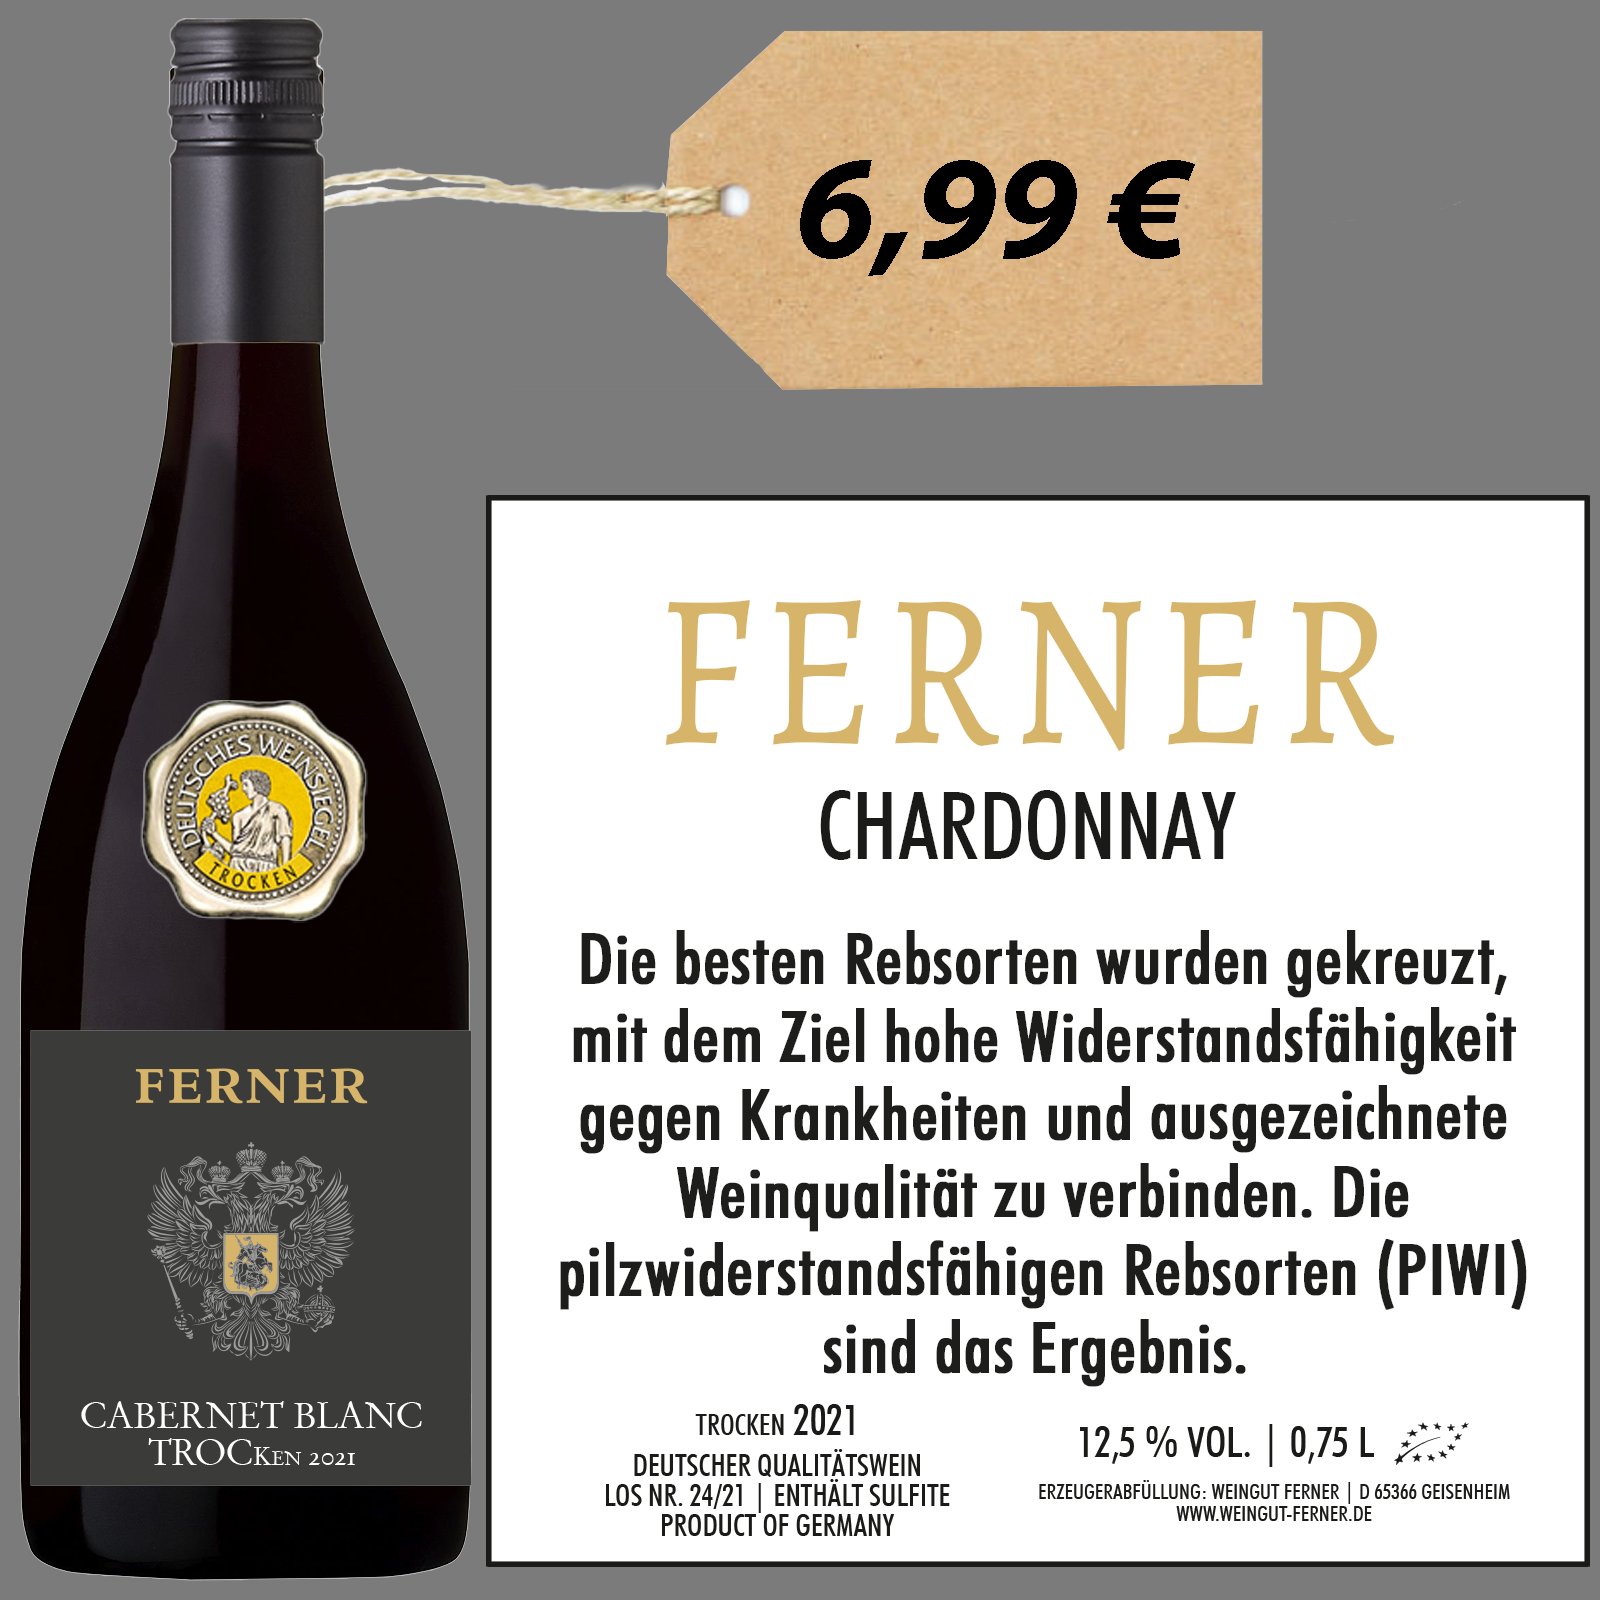 6,99 €
DEUTSCHES WEINSIEGEL
TROCKEN
FERNER
CABERNET BLANC
TROCKEN 2021
FERNER
CHARDONNAY
Die besten Rebsorten wurden gekreuzt,
mit dem Ziel hohe Widerstandsfähigkeit
gegen Krankheiten und ausgezeichnete
Weinqualität zu verbinden. Die
pilzwiderstandsfähigen Rebsorten (PIWI)
sind das Ergebnis.
TROCKEN 2021
DEUTSCHER QUALITÄTSWEIN
LOS NR. 24/21 | ENTHÄLT SULFITE
PRODUCT OF GERMANY
12,5 % VOL. | 0,75 L
ERZEUGERABFÜLLUNG: WEINGUT FERNER | D 65366 GEISENHEIM
WWW.WEINGUT-FERNER.DE